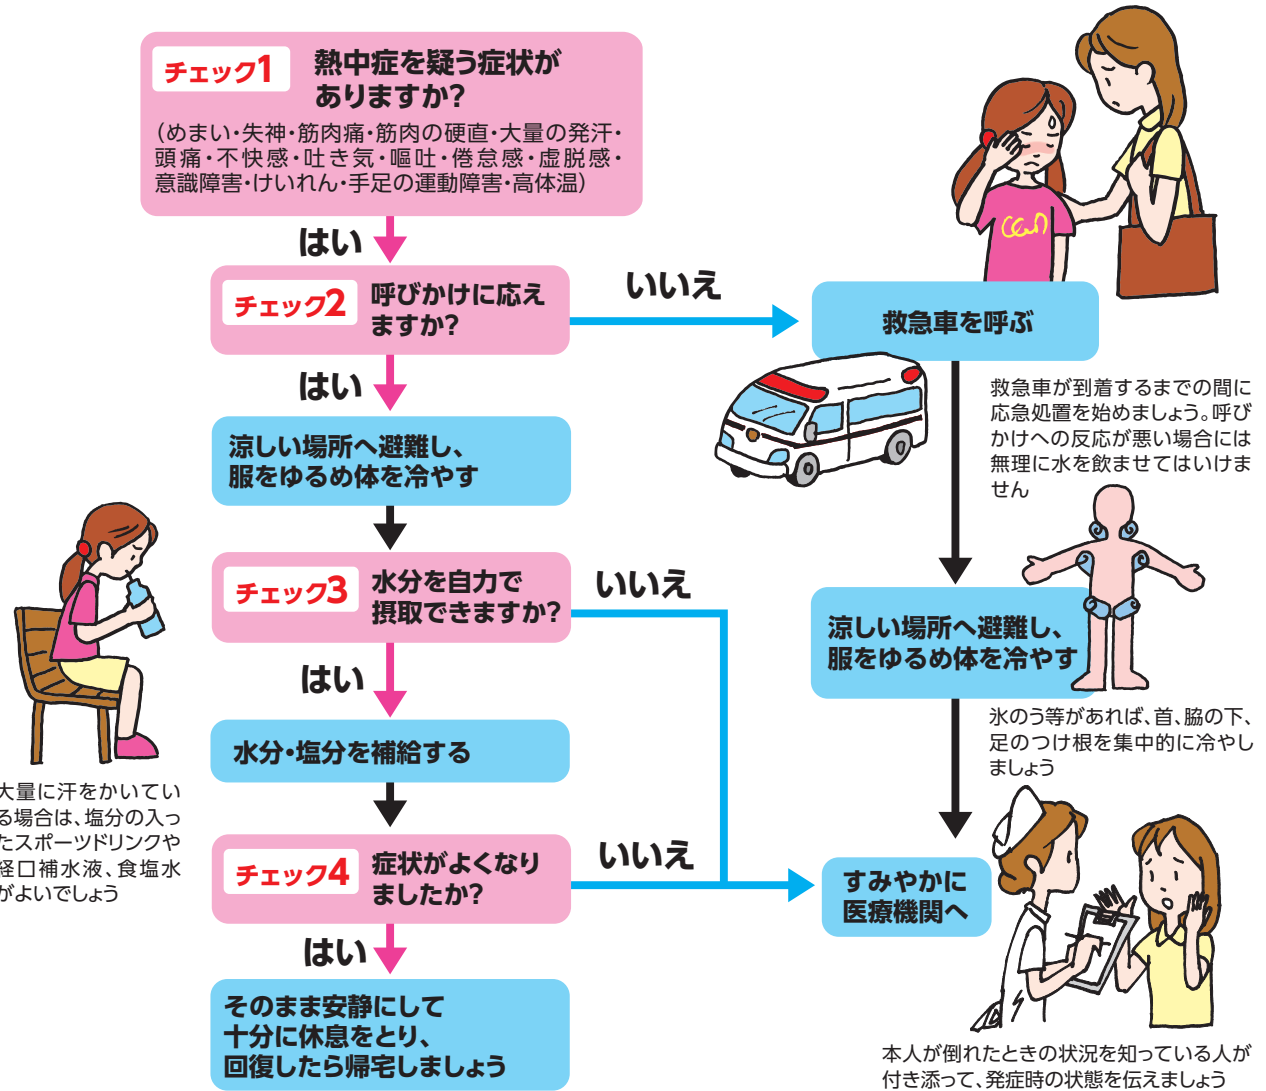 チェック1 熱中症を疑う症状が
ありますか?
(めまい・失神・筋肉痛・筋肉の硬直・大量の発汗・
頭痛・不快感・吐き気・嘔吐・倦怠感・虚脱感・
意識障害・けいれん・手足の運動障害・高体温)
はい
チェック2 呼びかけに応え
ますか?
いいえ
救急車を呼ぶ
救急車が到着するまでの間に
応急処置を始めましょう。呼び
かけへの反応が悪い場合には
無理に水を飲ませてはいけま
せん
はい
涼しい場所へ避難し、
服をゆるめ体を冷やす
チェック3 水分を自力で
摂取できますか?
いいえ
涼しい場所へ避難し、
服をゆるめ体を冷やす
氷のう等があれば、首、脇の下、
足のつけ根を集中的に冷やし
ましょう
はい
水分・塩分を補給する
大量に汗をかいてい
る場合は、塩分の入っ
たスポーツドリンクや
経口補水液、食塩水
がよいでしょう
チェック4 症状がよくなり
ましたか?
いいえ
すみやかに
医療機関へ
はい
そのまま安静にして
十分に休息をとり、
回復したら帰宅しましょう
本人が倒れたときの状況を知っている人が
付き添って、発症時の状態を伝えましょう